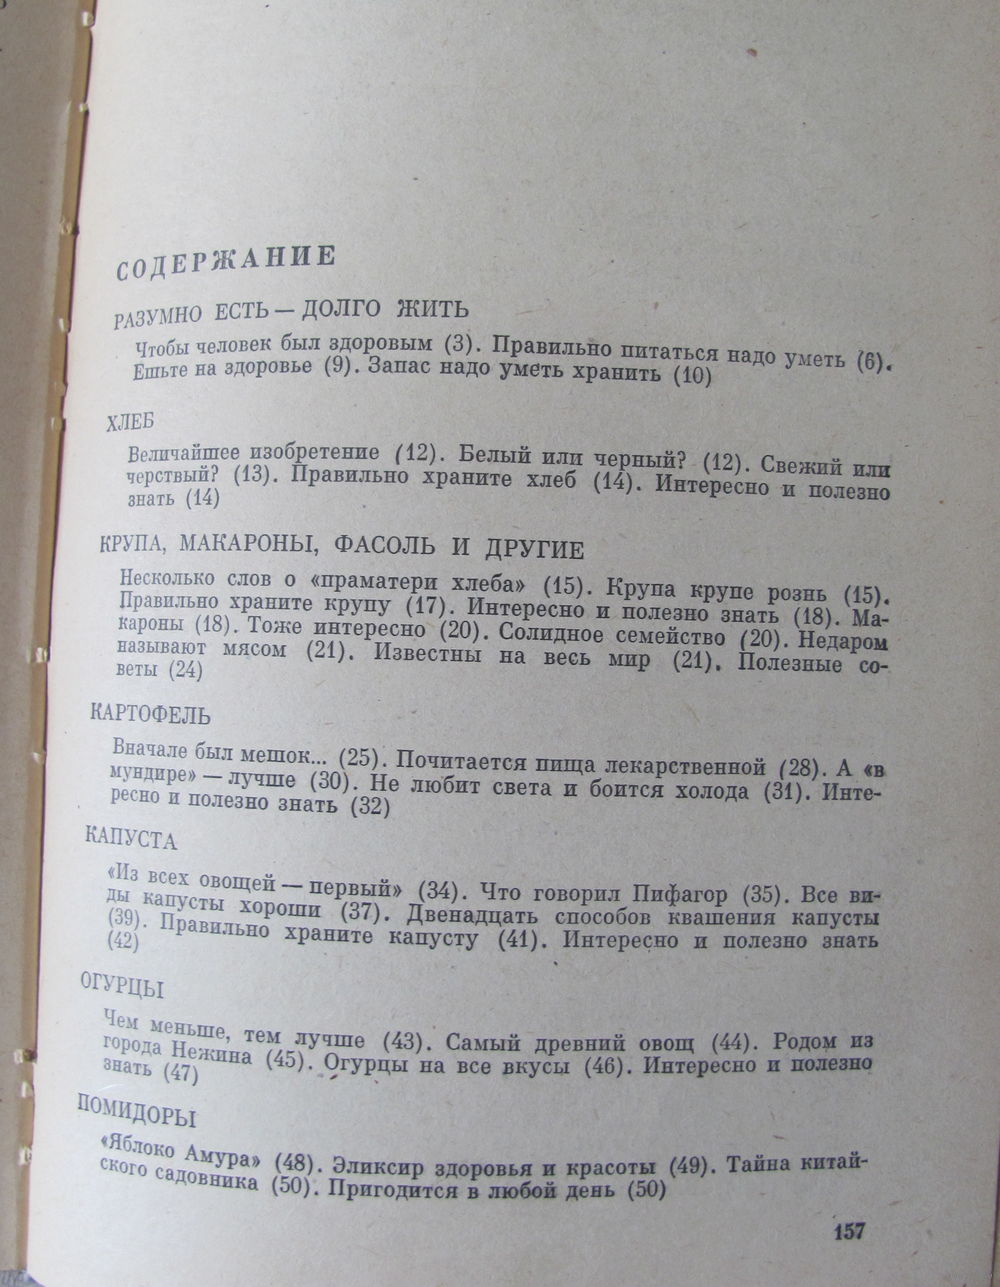 СОДЕРЖАНИЕ
РАЗУМНО ЕСТЬ — ДОЛГО ЖИТЬ
Чтобы человек был здоровым (3). Правильно питаться надо уметь (6).
Ешьте на здоровье (9). Запас надо уметь хранить (10)
ХЛЕБ
Величайшее изобретение (12). Белый или черный? (12). Свежий или
черствый? (13). Правильно храните хлеб (14). Интересно и полезно
знать (14)
КРУПА, МАКАРОНЫ, ФАСОЛЬ И ДРУГИЕ
Несколько слов о «праматери хлеба» (15). Крупа крупе рознь (15).
Правильно храните крупу (17). Интересно и полезно знать (18). Ма-
кароны (18). Тоже интересно (20). Солидное семейство (20). Недаром
называют мясом (21). Известны на весь мир (21). Полезные со-
веты (24)
КАРТОФЕЛЬ
Вначале был мешок... (25). Почитается пища лекарственной (28). А «в
мундире» — лучше (30). Не любит света и боится холода (31). Инте-
ресно и полезно знать (32)
КАПУСТА
«Из всех овощей — первый» (34). Что говорил Пифагор (35). Все ви-
ды капусты хороши (37). Двенадцать способов квашения капусты
(39). Правильно храните капусту (41). Интересно и полезно знать
(42)
ОГУРЦЫ
Чем меньше, тем лучше (43). Самый древний овощ (44). Родом из
города Нежина (45). Огурцы на все вкусы (46). Интересно и полезно
знать (47)
ПОМИДОРЫ
«Яблоко Амура» (48). Эликсир здоровья и красоты (49). Тайна китай-
ского садовника (50). Пригодится в любой день (50)
157